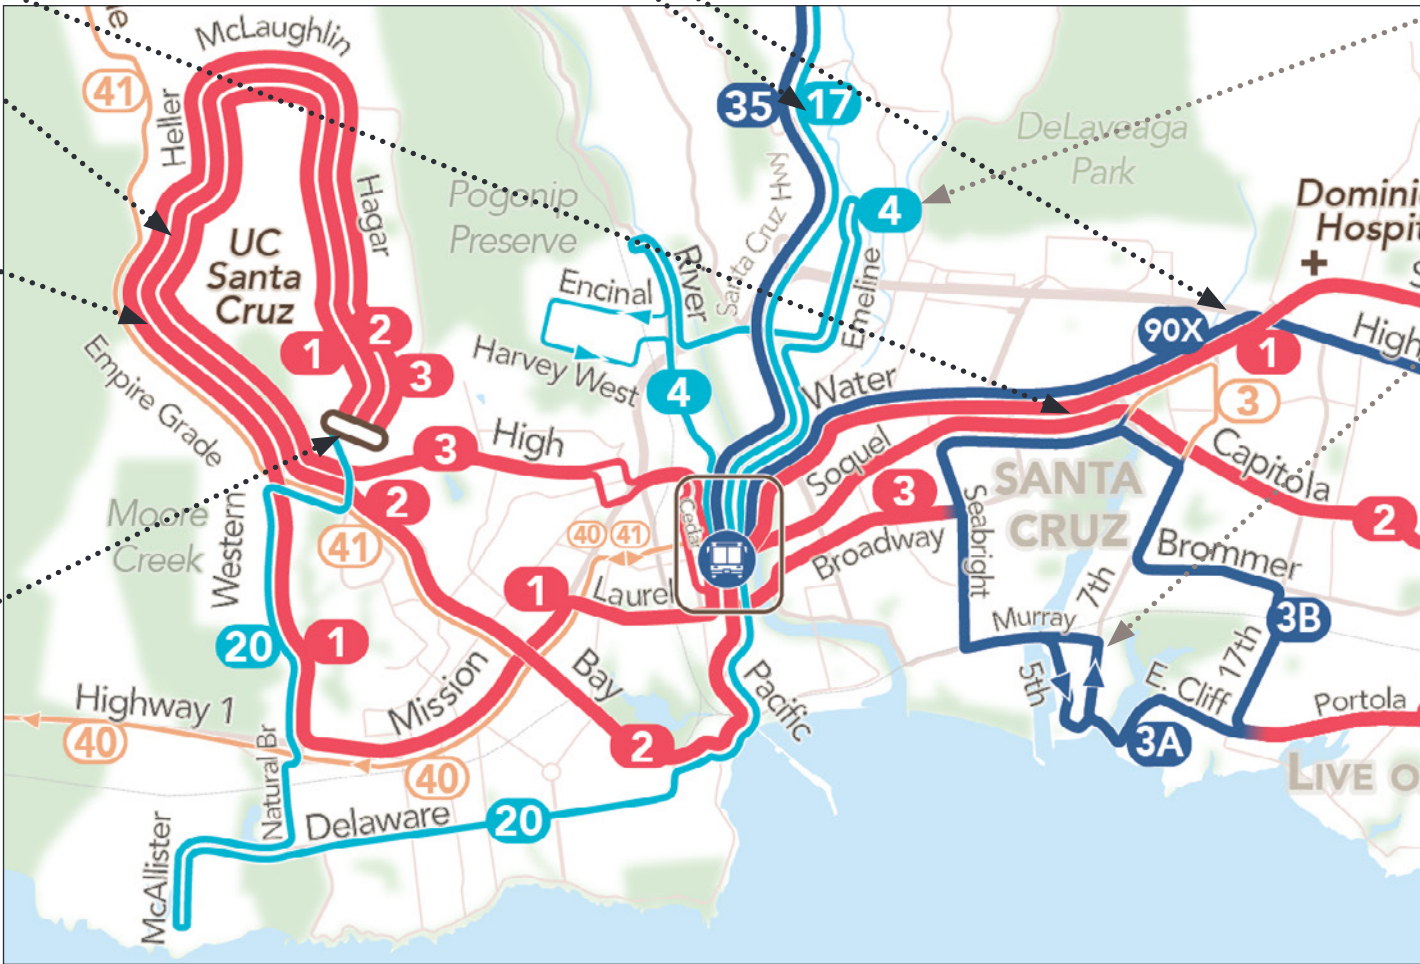 McLaughlin
41
35
17
Heller
DeLaveaga
Park
Hagar
Pogonip
Preserve
Santa Cruz Hwy
4
Dominic
Hospit
UC
Santa
Cruz
River
Encinal
Emeline
90X
High
1
2
1
3
Harvey West
Empire Grade
4
Water
3
High
3
Soquel
Capitola
SANTA
CRUZ
3
2
Moore
Creek
Western
2
41
40
41
Cedar
Broadway
Seabright
2
Brommer
1
Laurel
7th
Murray
3B
20
1
Bay
Mission
5th
17th
E. Cliff
Pacific
Highway 1
40
2
3A
Portola
LIVE O
Natural Br
40
McAllister
Delaware
20